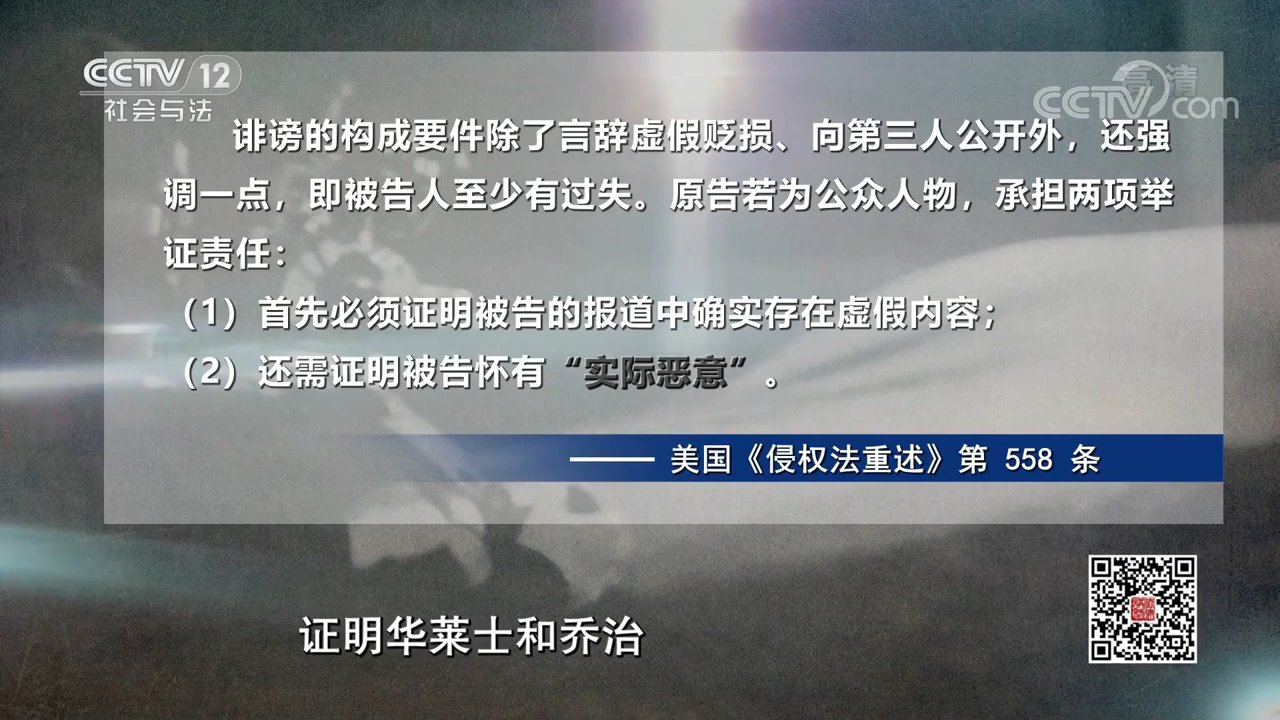 CCTV 12
社会与法
高清
CCTV.com
诽谤的构成要件除了言辞虚假贬损、向第三人公开外，还强
调一点，即被告人至少有过失。原告若为公众人物，承担两项举
证责任：
（1）首先必须证明被告的报道中确实存在虚假内容；
（2）还需证明被告怀有“实际恶意”。
——美国《侵权法重述》第 558 条
证明华莱士和乔治